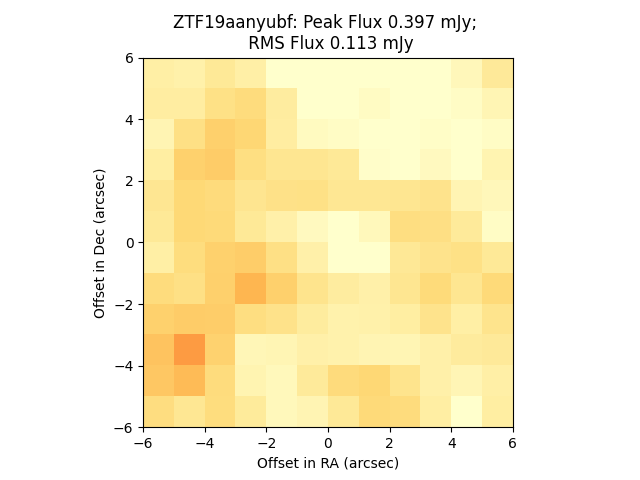 ZTF19aanyubf: Peak Flux 0.397 mJy;
RMS Flux 0.113 mJy
6
4
2
0
−2
−4
−6
Offset in Dec (arcsec)
−6 −4 −2 0 2 4 6
Offset in RA (arcsec)